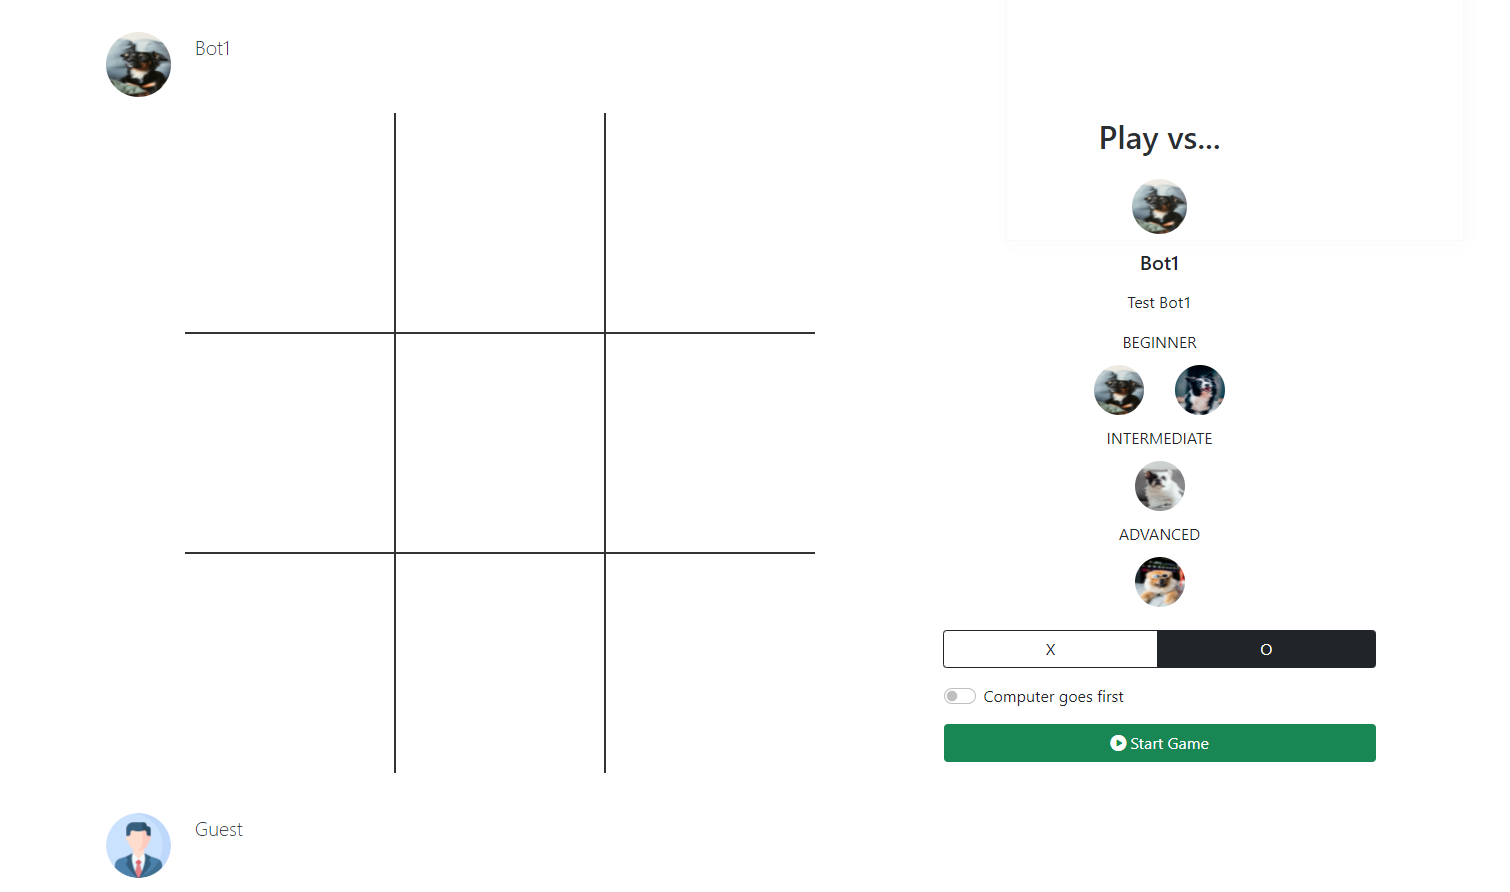 Bot1
Play vs...
Bot1
Test Bot1
BEGINNER
INTERMEDIATE
ADVANCED
X
O
Computer goes first
Start Game
Guest